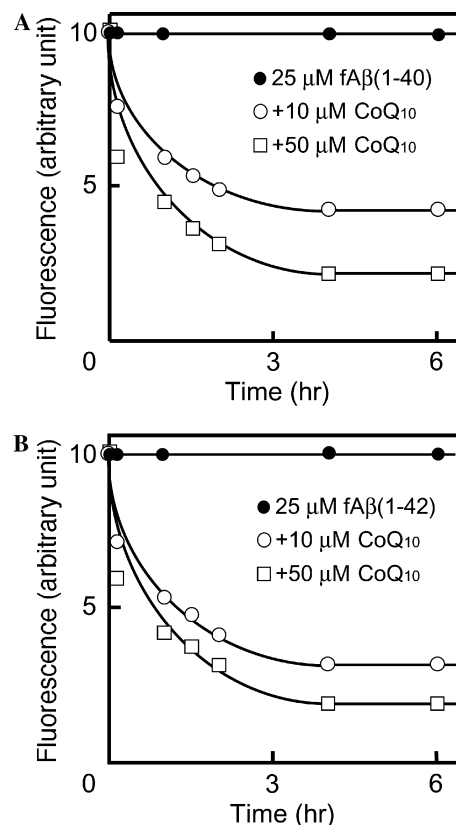 A
Fluorescence (arbitrary unit)
10
5
0
25 μM fAβ(1-40)
+10 μM CoQ₁₀
+50 μM CoQ₁₀
3
6
Time (hr)
B
Fluorescence (arbitrary unit)
10
5
0
25 μM fAβ(1-42)
+10 μM CoQ₁₀
+50 μM CoQ₁₀
3
6
Time (hr)